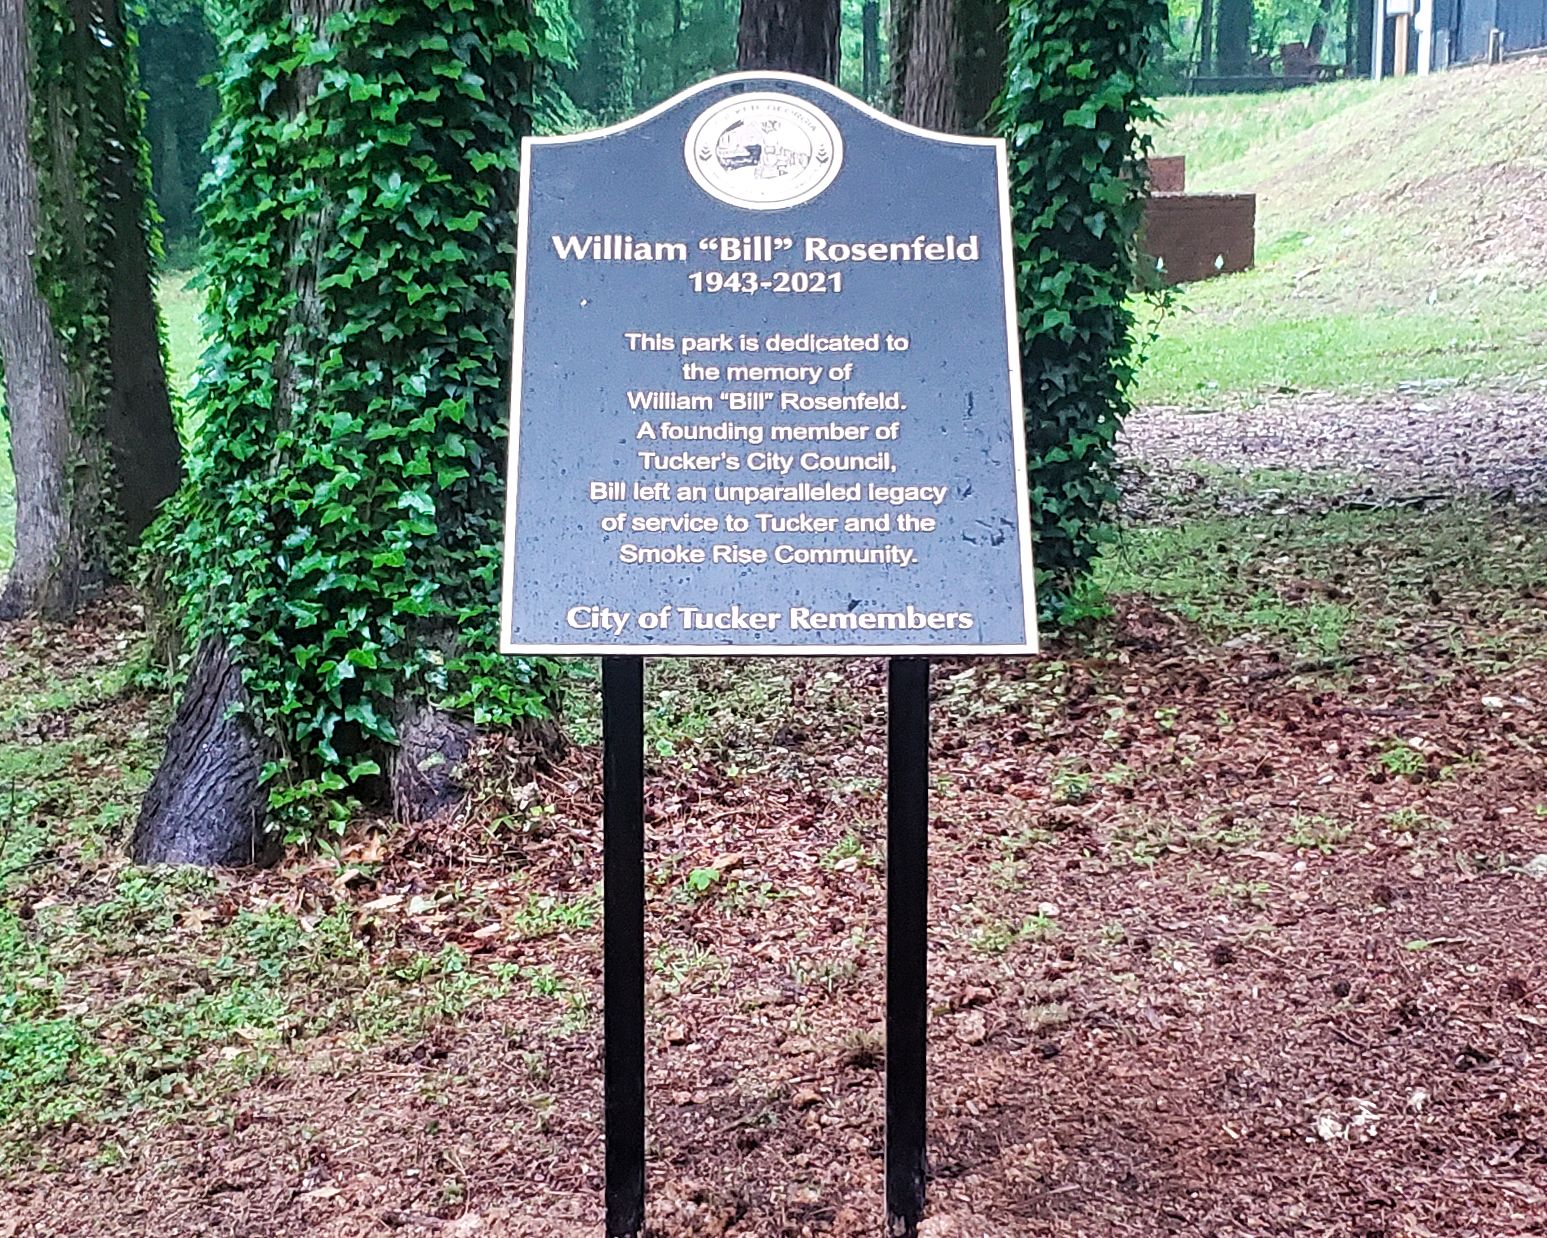 GEORGIA
William “Bill” Rosenfeld
1943-2021
This park is dedicated to
the memory of
William "Bill" Rosenfeld.
A founding member of
Tucker's City Council,
Bill left an unparalleled legacy
of service to Tucker and the
Smoke Rise Community.
City of Tucker Remembers